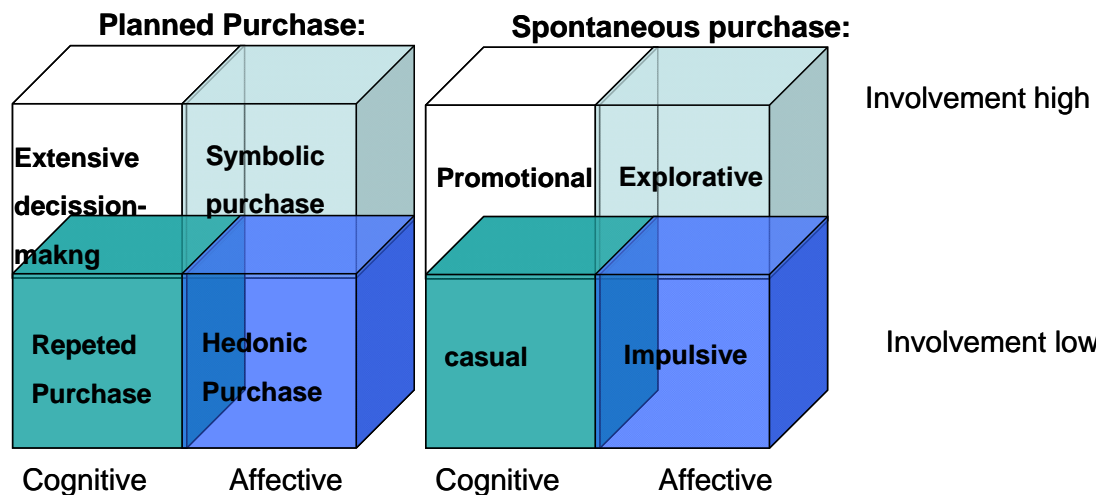 Planned Purchase:
Spontaneous purchase:
Involvement high
Extensive
decission-
makng
Symbolic
purchase
Promotional
Explorative
Repeted
Purchase
Hedonic
Purchase
casual
Impulsive
Involvement low
Cognitive
Affective
Cognitive
Affective